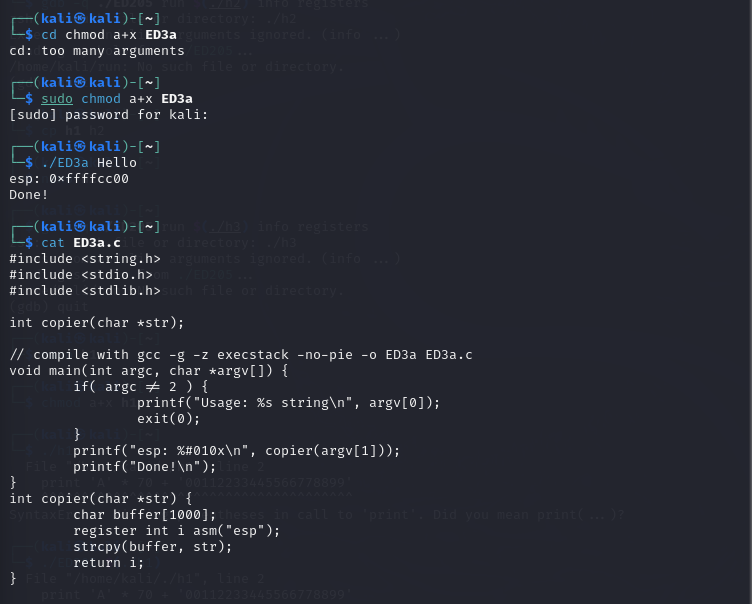 ┌──(kali㉿kali)-[~]
└─$ cd chmod a+x ED3a
cd: too many arguments
┌──(kali㉿kali)-[~]
└─$ sudo chmod a+x ED3a
[sudo] password for kali:
┌──(kali㉿kali)-[~]
└─$ ./ED3a Hello
esp: 0×ffffcc00
Done!
┌──(kali㉿kali)-[~]
└─$ cat ED3a.c
#include <string.h>
#include <stdio.h>
#include <stdlib.h>
int copier(char *str);
// compile with gcc -g -z execstack -no-pie -o ED3a ED3a.c
void main(int argc, char *argv[]) {
if( argc ≠ 2 ) {
printf("Usage: %s string\n", argv[0]);
exit(0);
}
printf("esp: %#010x\n", copier(argv[1]));
printf("Done!\n");
}
int copier(char *str) {
char buffer[1000];
register int i asm("esp");
strcpy(buffer, str);
return i;
}